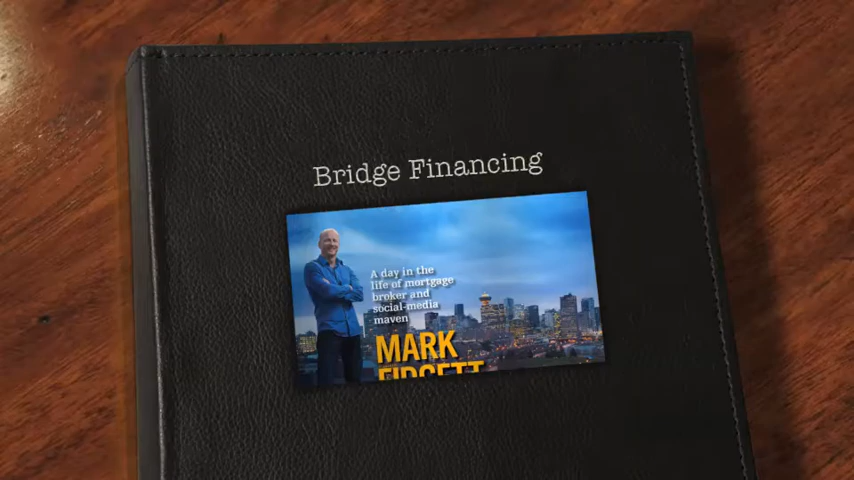 Bridge Financing
A day in the
life of mortgage
broker and
social-media
maven
MARK